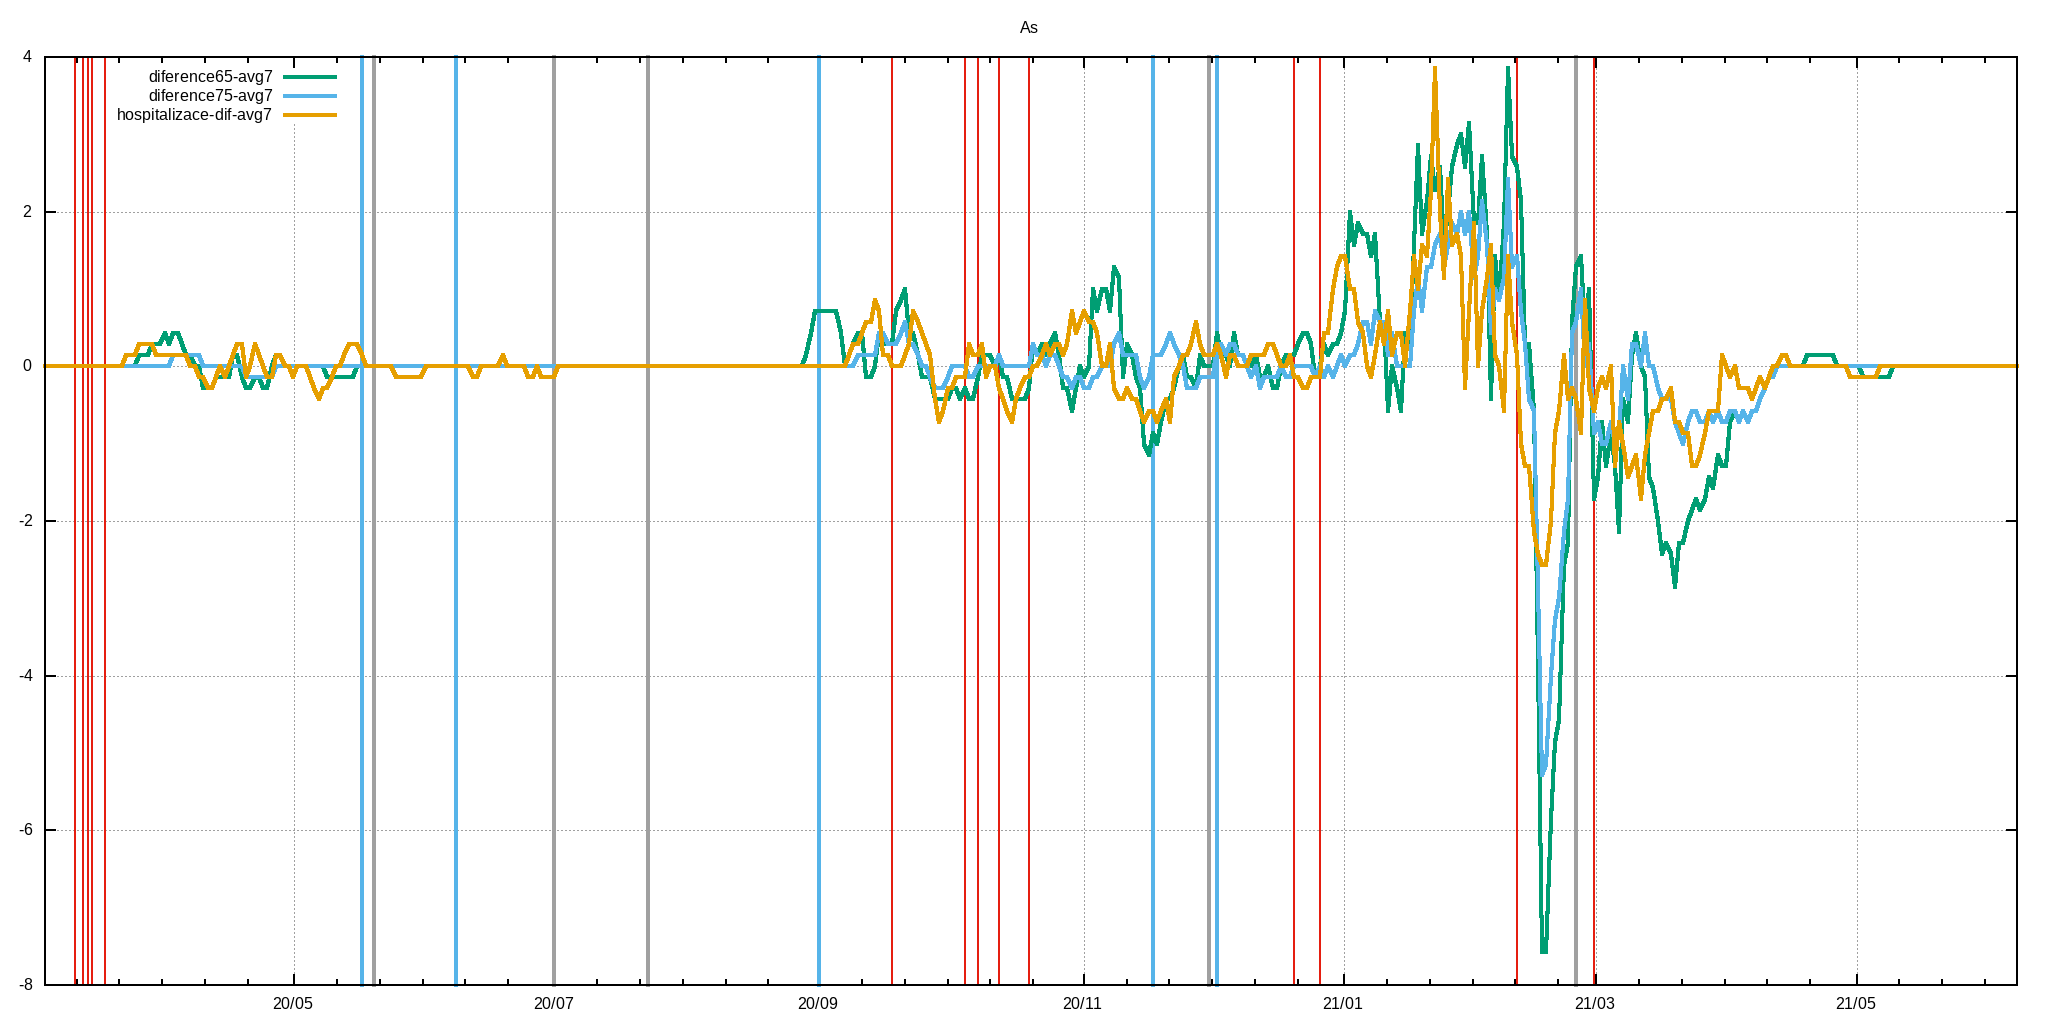 As
4
diference65-avg7
diference75-avg7
hospitalizace-dif-avg7
2
0
-2
-4
-6
-8
20/05 20/07 20/09 20/11 21/01 21/03 21/05